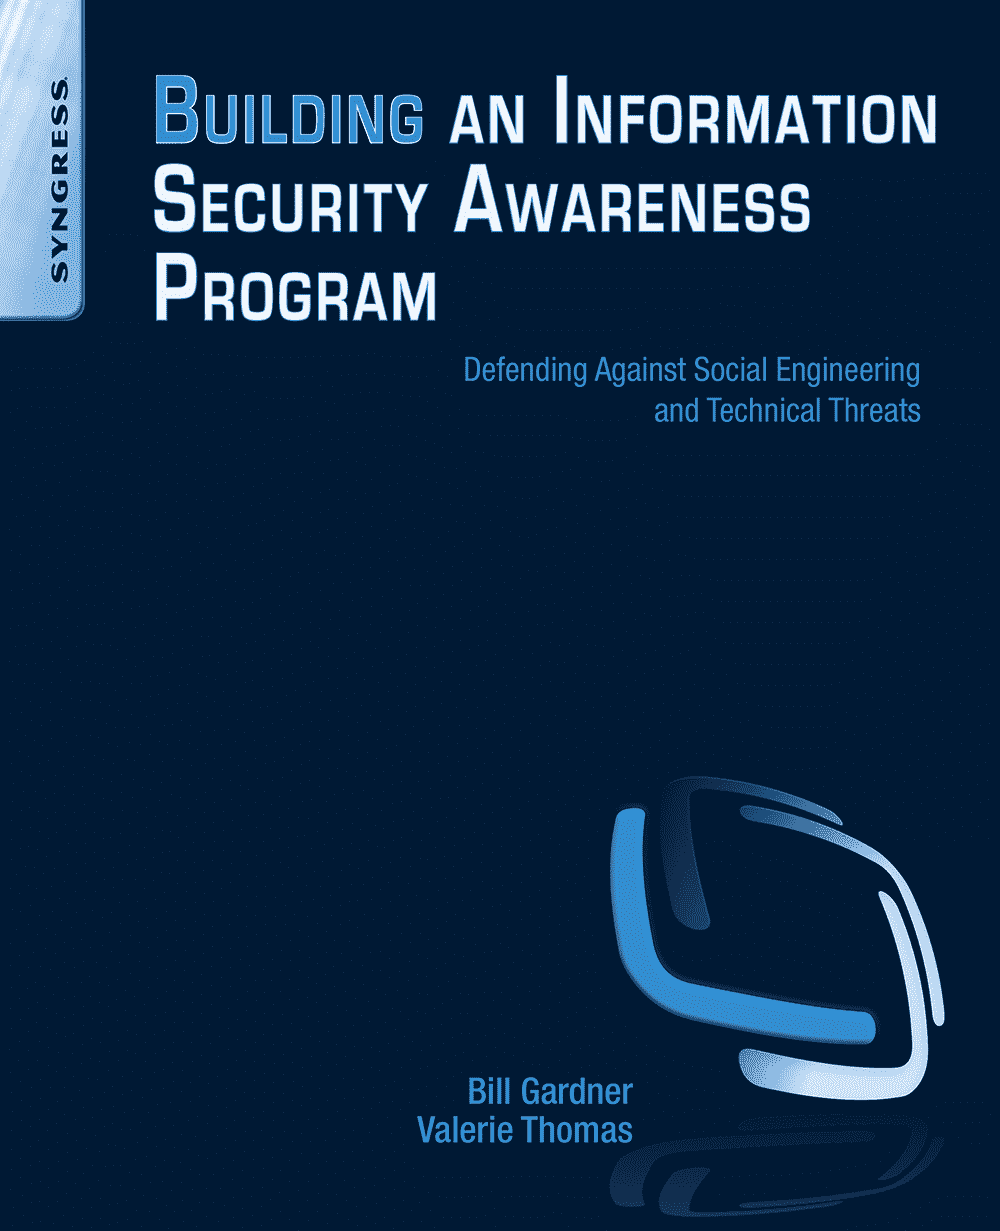 SYNGRESS
BUILDING AN INFORMATION
SECURITY AWARENESS
PROGRAM
Defending Against Social Engineering
and Technical Threats
Bill Gardner
Valerie Thomas